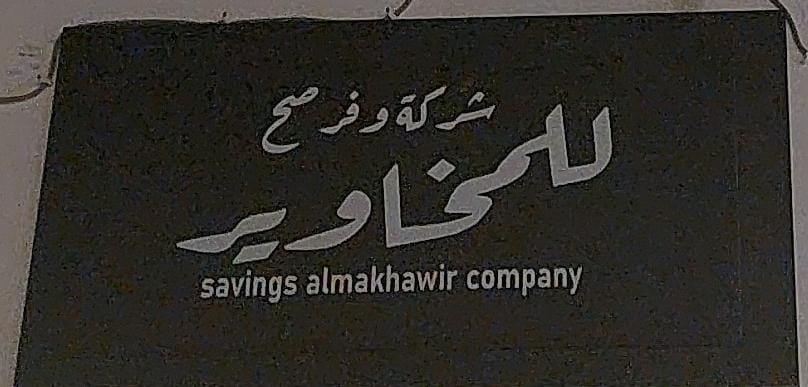 شركة وفر صح
للمخاوير
savings almakhawir company